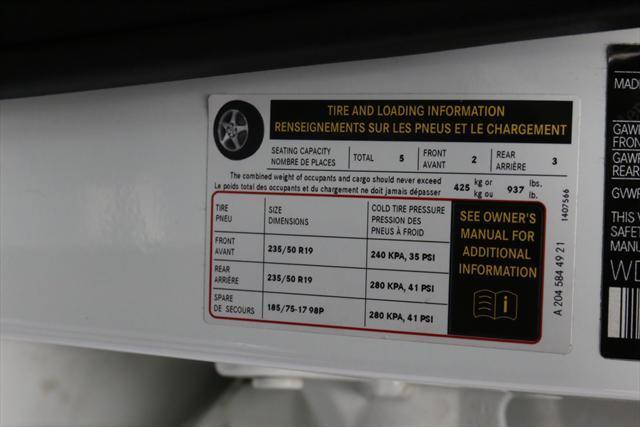 TIRE AND LOADING INFORMATION
RENSEIGNEMENTS SUR LES PNEUS ET LE CHARGEMENT
SEATING CAPACITY
NOMBRE DE PLACES
TOTAL 5
FRONT
AVANT
2
REAR
ARRIÈRE
3
The combined weight of occupants and cargo should never exceed
Le poids total des occupants et du chargement ne doit jamais dépasser
425 kg or
kg ou
937 lbs.
lb.
TIRE
PNEU
SIZE
DIMENSIONS
COLD TIRE PRESSURE
PRESSION DES
PNEUS À FROID
FRONT
AVANT
235/50 R19
240 KPA, 35 PSI
REAR
ARRIÈRE
235/50 R19
280 KPA, 41 PSI
SPARE
DE SECOURS
185/75-17 98P
280 KPA, 41 PSI
SEE OWNER'S
MANUAL FOR
ADDITIONAL
INFORMATION
1407566
A 204 584 49 21
MADE
GAWR
FRON
GAWR
REAR
GVWR
THIS V
SAFET
MANU
WD